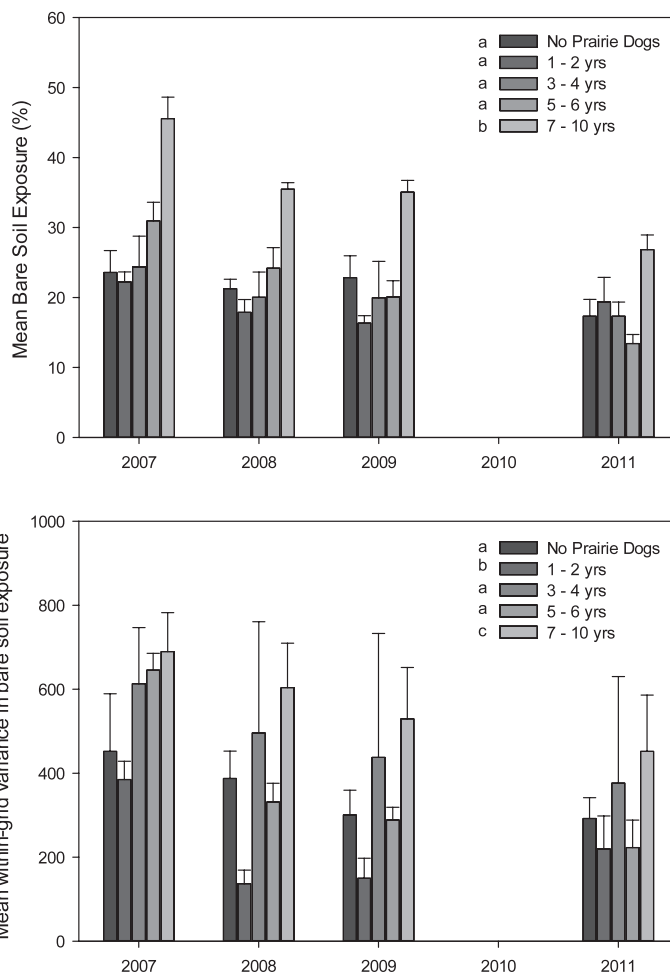 60
50
40
30
20
10
0
Mean Bare Soil Exposure (%)
a No Prairie Dogs
a 1 - 2 yrs
a 3 - 4 yrs
a 5 - 6 yrs
b 7 - 10 yrs
2007 2008 2009 2010 2011
1000
800
600
400
200
0
Mean within-grid variance in bare soil exposure
a No Prairie Dogs
b 1 - 2 yrs
a 3 - 4 yrs
a 5 - 6 yrs
c 7 - 10 yrs
2007 2008 2009 2010 2011